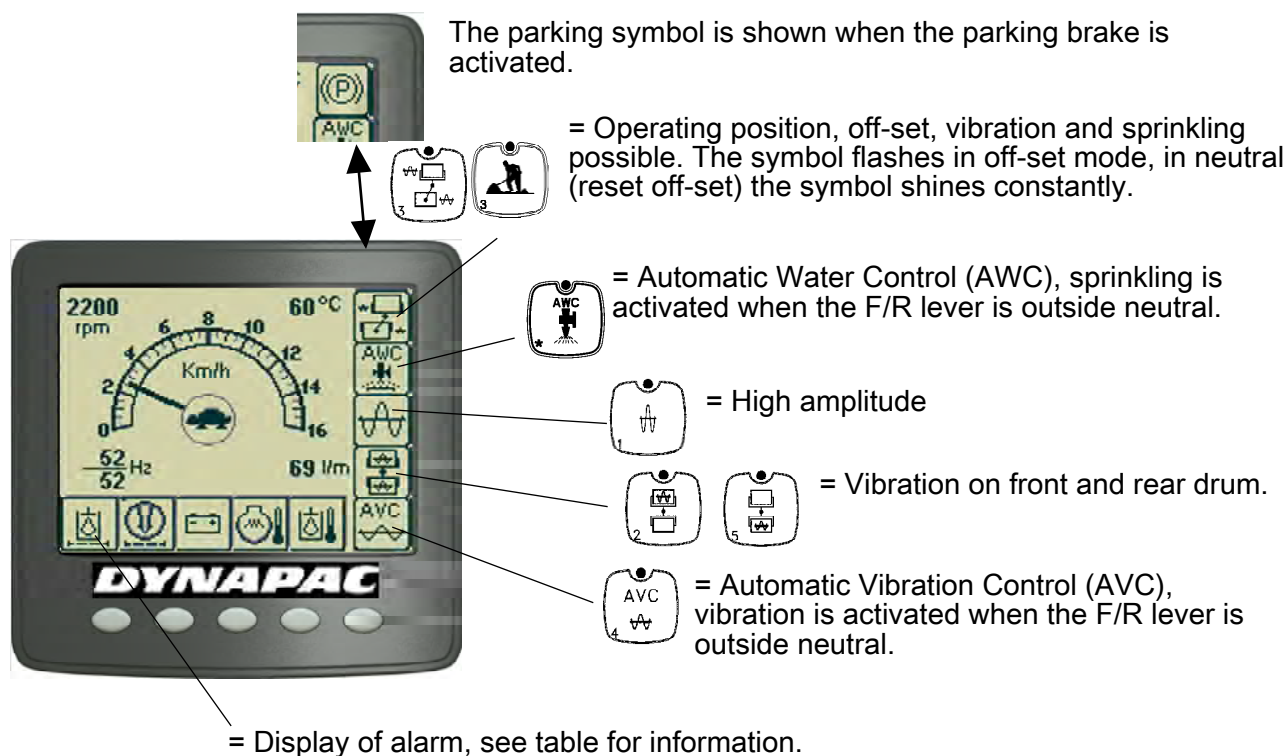 The parking symbol is shown when the parking brake is
activated.
P
AWC
= Operating position, off-set, vibration and sprinkling
possible. The symbol flashes in off-set mode, in neutral
(reset off-set) the symbol shines constantly.
3
3
= Automatic Water Control (AWC), sprinkling is
activated when the F/R lever is outside neutral.
AWC
*
2200
rpm
60 °C
0
2
4
6
8
10
12
14
16
Km/h
52
52
Hz
69 l/m
AWC
AVC
= High amplitude
1
= Vibration on front and rear drum.
2
5
= Automatic Vibration Control (AVC),
vibration is activated when the F/R lever is
outside neutral.
AVC
4
DYNAPAC
= Display of alarm, see table for information.